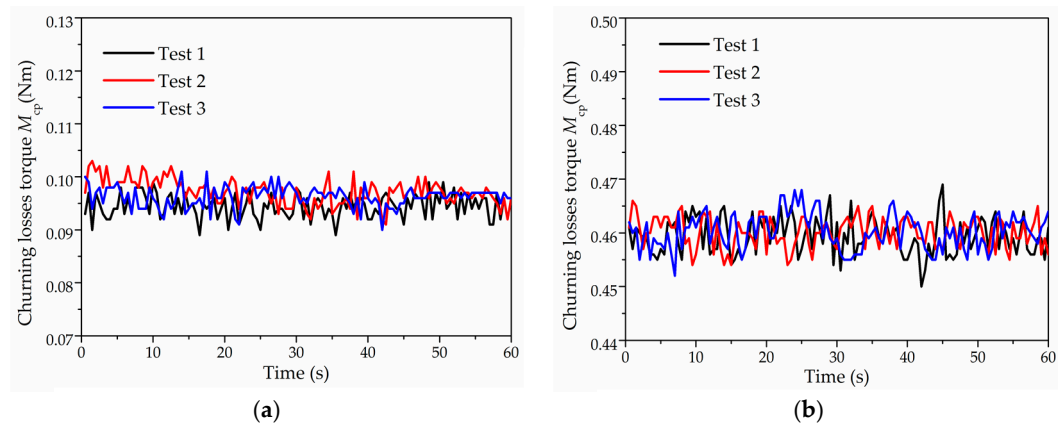 Churning losses torque Mcp (Nm)
0.13
0.12
0.11
0.10
0.09
0.08
0.07
Test 1
Test 2
Test 3
0 10 20 30 40 50 60
Time (s)
(a)
Churning losses torque Mcp (Nm)
0.50
0.49
0.48
0.47
0.46
0.45
0.44
Test 1
Test 2
Test 3
0 10 20 30 40 50 60
Time (s)
(b)